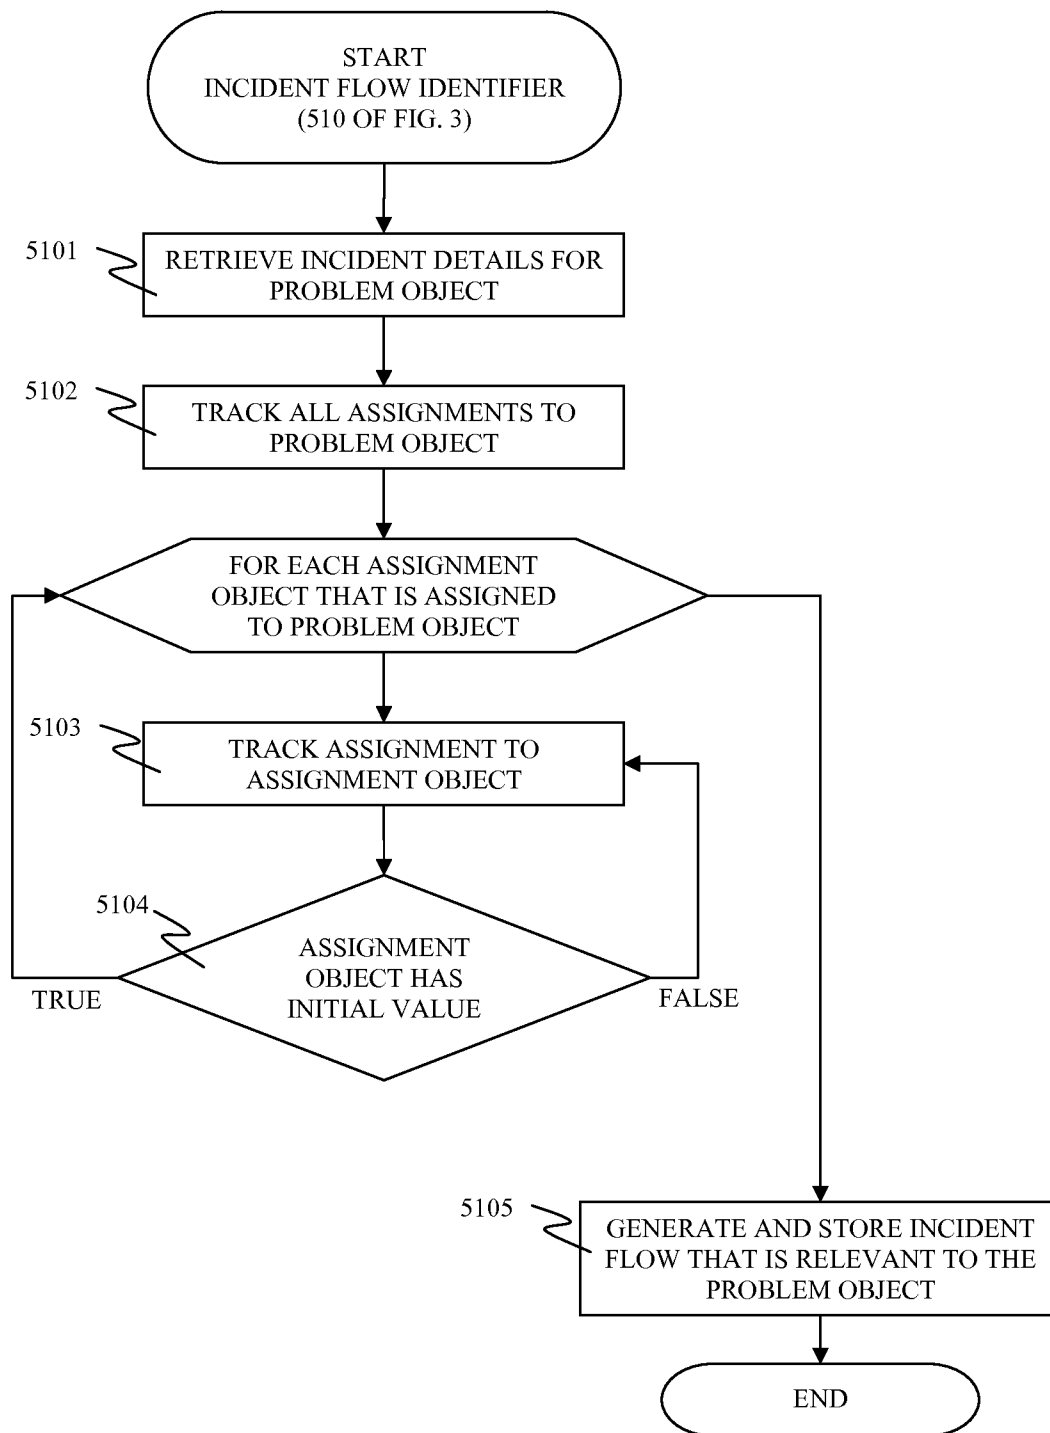 START
INCIDENT FLOW IDENTIFIER
(510 OF FIG. 3)
5101
RETRIEVE INCIDENT DETAILS FOR
PROBLEM OBJECT
5102
TRACK ALL ASSIGNMENTS TO
PROBLEM OBJECT
FOR EACH ASSIGNMENT
OBJECT THAT IS ASSIGNED
TO PROBLEM OBJECT
5103
TRACK ASSIGNMENT TO
ASSIGNMENT OBJECT
5104
ASSIGNMENT
OBJECT HAS
INITIAL VALUE
TRUE
FALSE
5105
GENERATE AND STORE INCIDENT
FLOW THAT IS RELEVANT TO THE
PROBLEM OBJECT
END